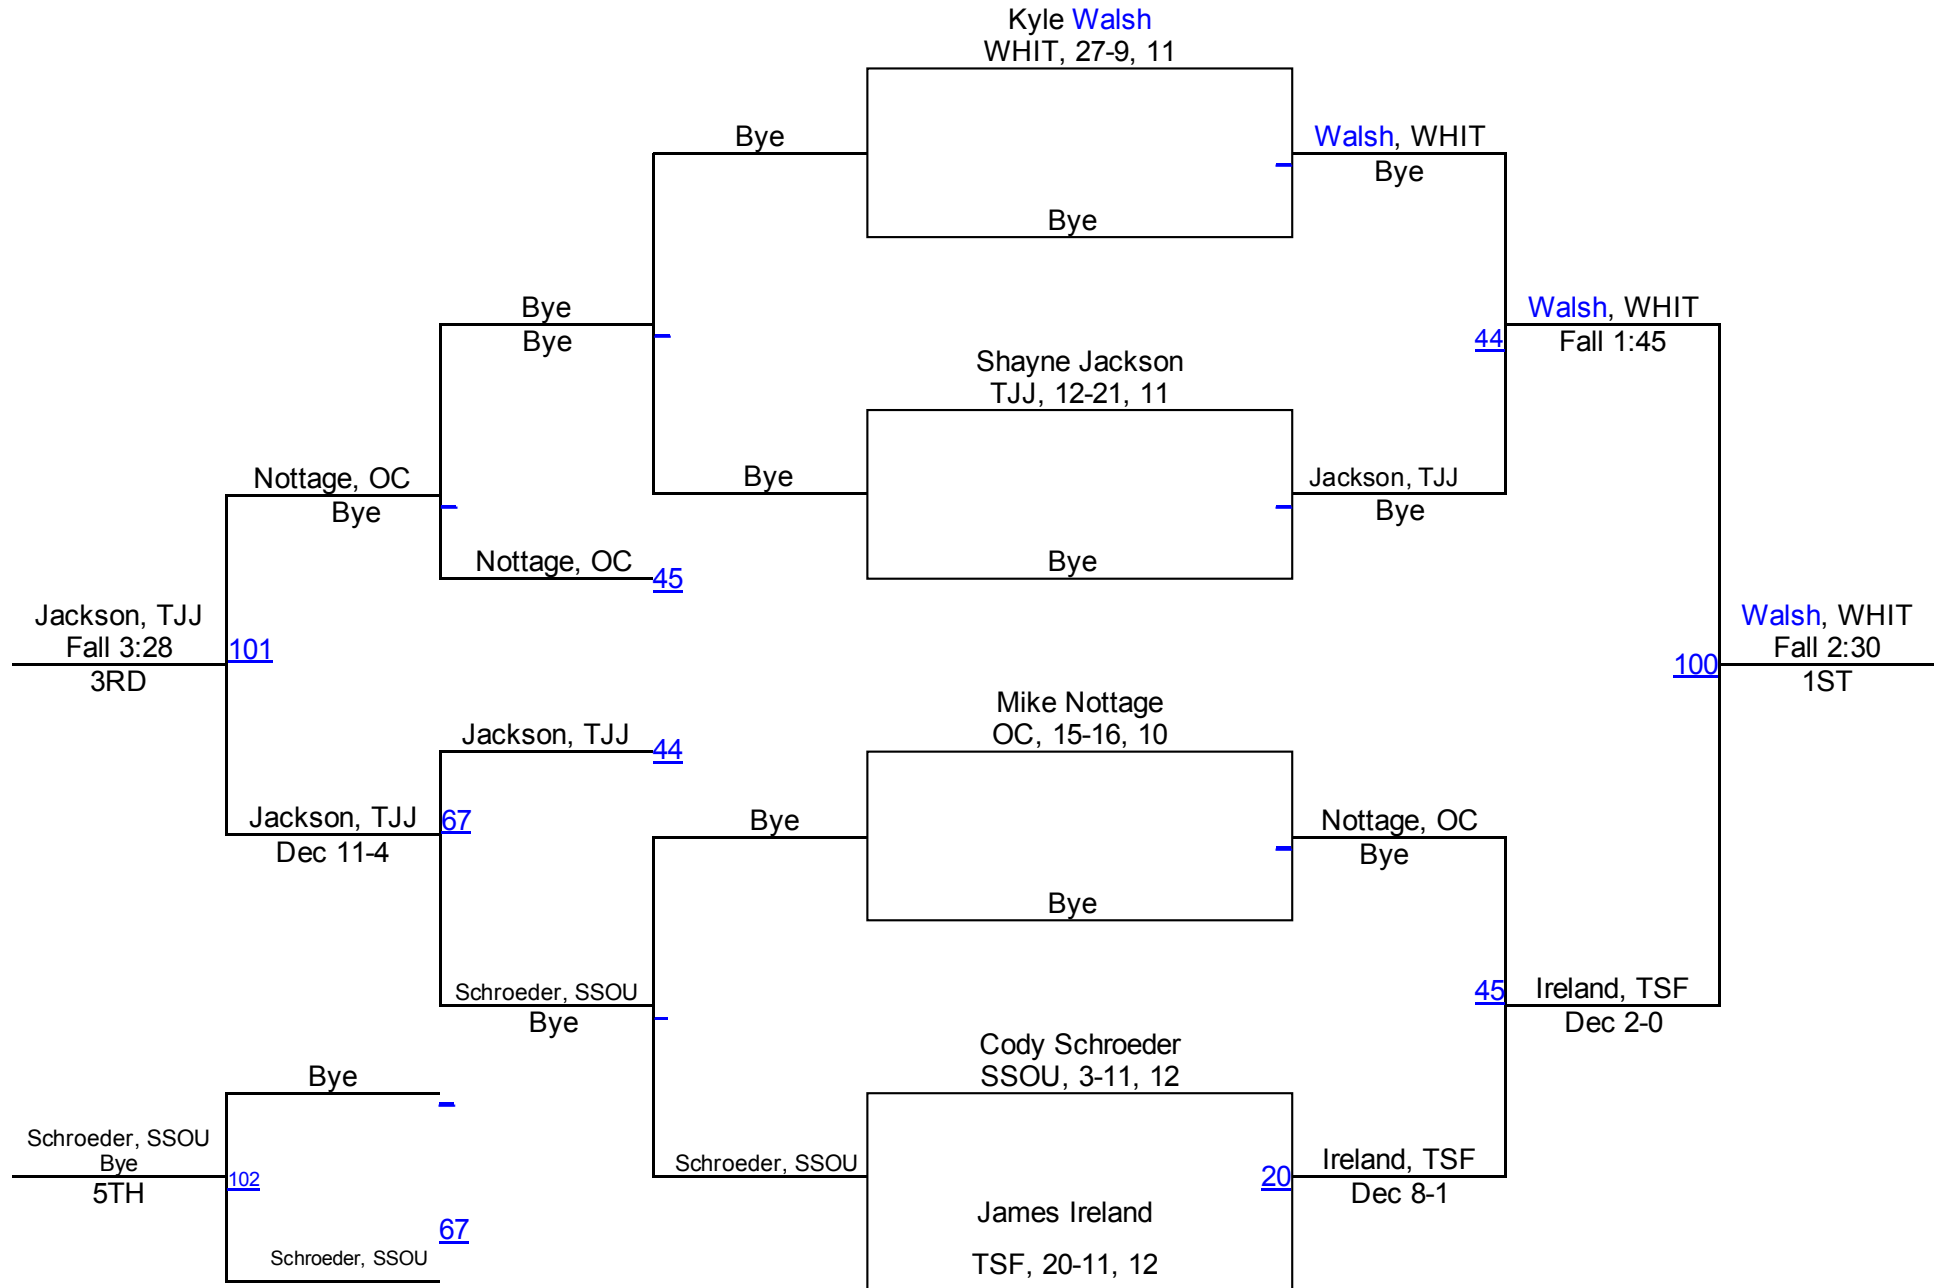 Kyle Walsh
WHIT, 27-9, 11
Bye
Walsh, WHIT
Bye
Bye
Bye
Bye
Walsh, WHIT
44
Fall 1:45
Shayne Jackson
TJJ, 12-21, 11
Nottage, OC
Bye
Bye
Jackson, TJJ
Bye
Nottage, OC
45
Bye
Jackson, TJJ
Fall 3:28
101
3RD
Walsh, WHIT
Fall 2:30
100
1ST
Mike Nottage
OC, 15-16, 10
Jackson, TJJ
44
Jackson, TJJ
67
Dec 11-4
Bye
Nottage, OC
Bye
Bye
Schroeder, SSOU
Bye
45
Ireland, TSF
Dec 2-0
Cody Schroeder
SSOU, 3-11, 12
Bye
Schroeder, SSOU
Bye
102
5TH
Schroeder, SSOU
20
Ireland, TSF
Dec 8-1
James Ireland
TSF, 20-11, 12
67
Schroeder, SSOU